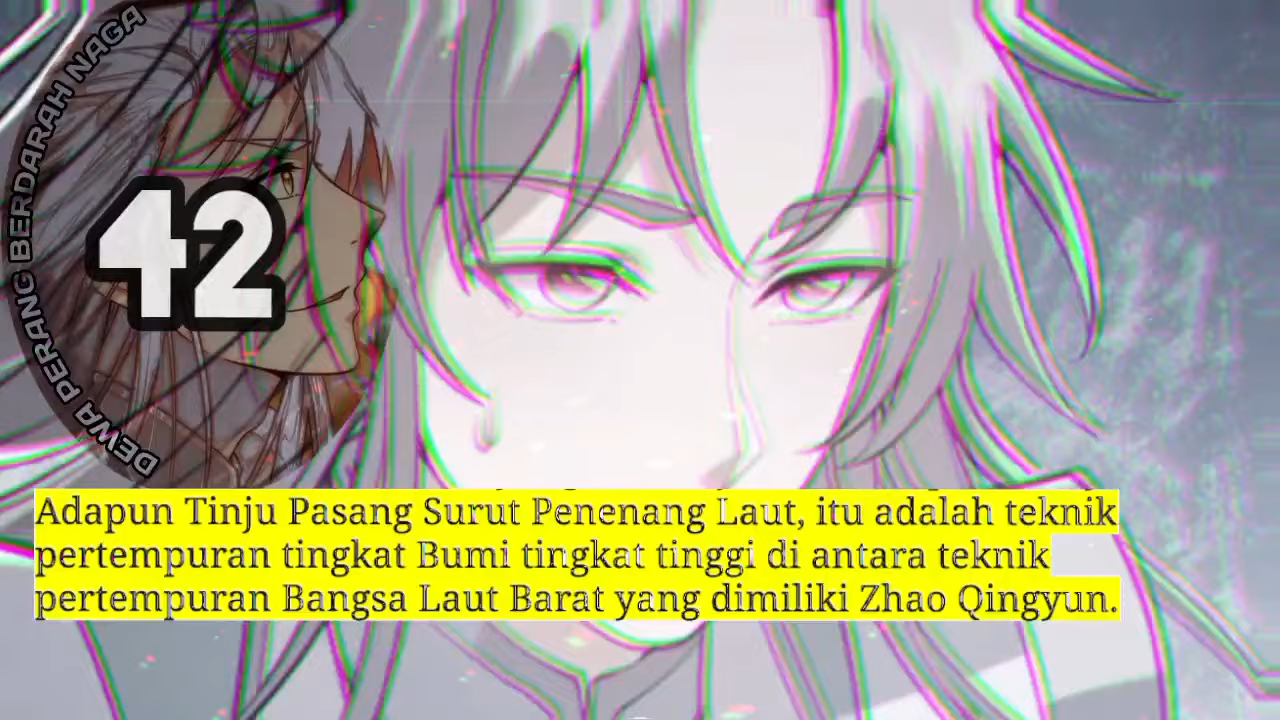 DEWA PERANG BERDARAH NAGA
42
Adapun Tinju Pasang Surut Penenang Laut, itu adalah teknik
pertempuran tingkat Bumi tingkat tinggi di antara teknik
pertempuran Bangsa Laut Barat yang dimiliki Zhao Qingyun.